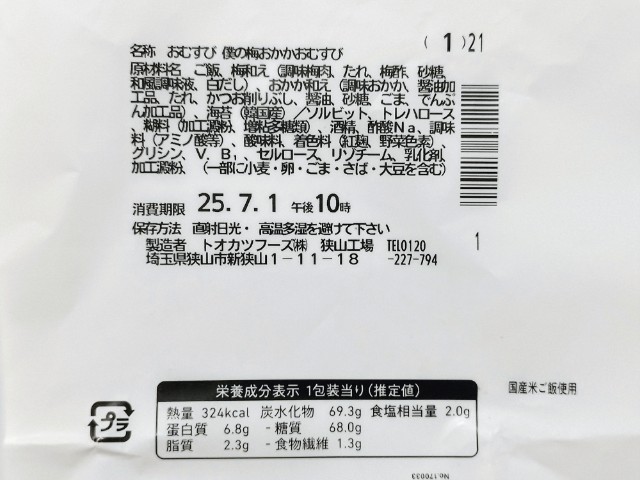 名称　おむすび 僕の梅おかかおむすび
(1)21
原材料名　ご飯、梅和え(調味梅肉、たれ、梅酢、砂糖、
和風調味液、白だし)、おかか和え(調味おかか、醤油加
工品、たれ、かつお削りぶし、醤油、砂糖、ごま、でんぷ
ん加工品)、海苔(韓国産)／ソルビット、トレハロース
、糊料(加工澱粉、増粘多糖類)、酒精、酢酸Na、調味
料(アミノ酸等)、酸味料、着色料(紅麹、野菜色素)、
グリシン、V.B1、セルロース、リゾチーム、乳化剤、
加工澱粉、(一部に小麦・卵・ごま・さば・大豆を含む)
消費期限　25.7.1 午後10時
保存方法　直射日光・高温多湿を避けて下さい
製造者　トオカツフーズ㈱　狭山工場　TEL0120
埼玉県狭山市新狭山1-11-18　-227-794
1
栄養成分表示 1包装当り(推定値)
熱量 324kcal 炭水化物 69.3g 食塩相当量 2.0g
蛋白質 6.8g -糖質 68.0g
脂質 2.3g -食物繊維 1.3g
国産米ご飯使用
プラ
No.170033